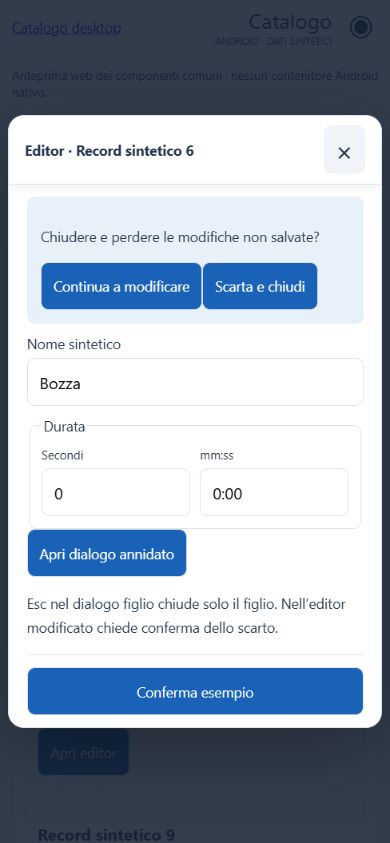 Catalogo desktop
Catalogo
ANDROID · DATI SINTETICI
Anteprima web dei componenti comuni · nessun contenitore Android
nativo.
Editor · Record sintetico 6
×
Chiudere e perdere le modifiche non salvate?
Continua a modificare
Scarta e chiudi
Nome sintetico
Bozza
Durata
Secondi
mm:ss
0
0:00
Apri dialogo annidato
Esc nel dialogo figlio chiude solo il figlio. Nell’editor
modificato chiede conferma dello scarto.
Conferma esempio
Apri editor
Record sintetico 9